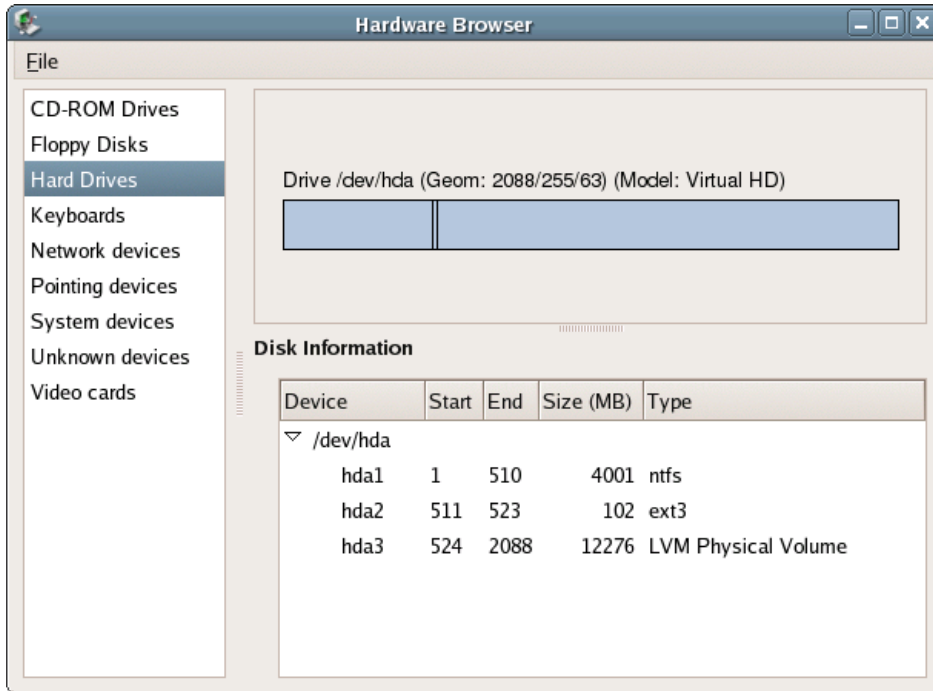 Hardware Browser
File
CD-ROM Drives
Floppy Disks
Hard Drives
Keyboards
Network devices
Pointing devices
System devices
Unknown devices
Video cards
Drive /dev/hda (Geom: 2088/255/63) (Model: Virtual HD)
Disk Information
Device Start End Size (MB) Type
/dev/hda
hda1 1 510 4001 ntfs
hda2 511 523 102 ext3
hda3 524 2088 12276 LVM Physical Volume